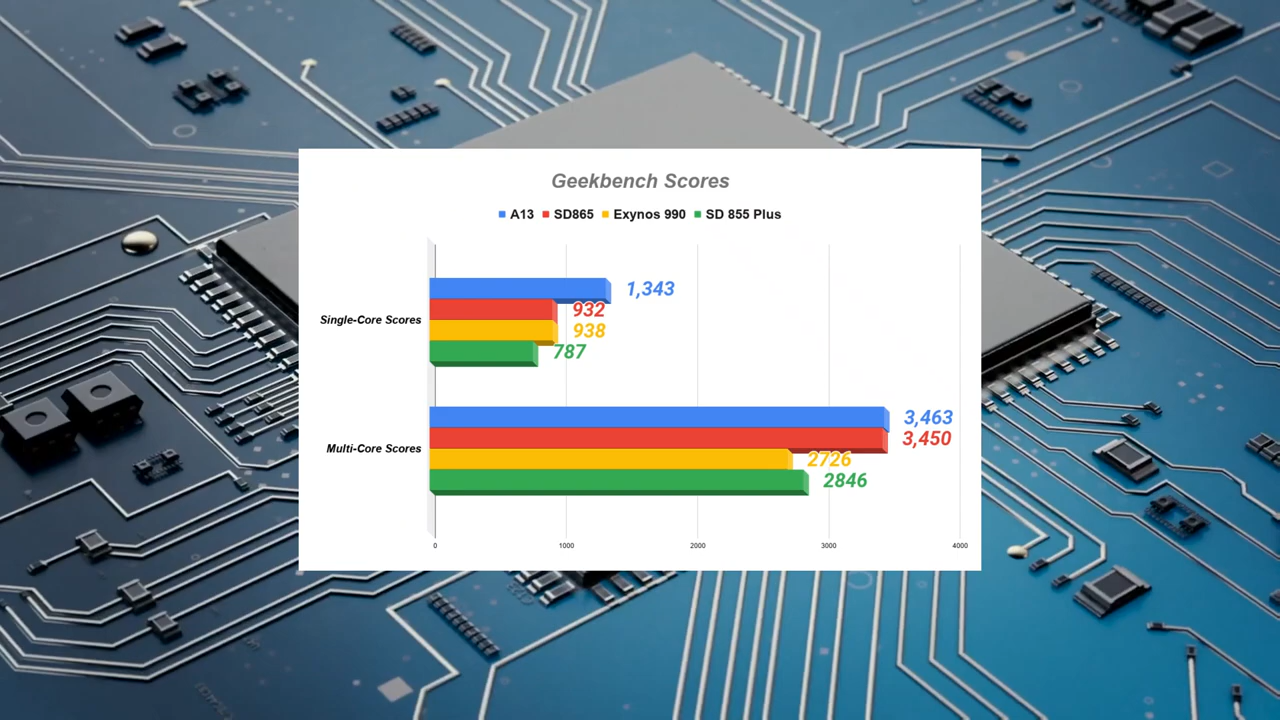 Geekbench Scores
A13 SD865 Exynos 990 SD 855 Plus
Single-Core Scores
1,343
932
938
787
Multi-Core Scores
3,463
3,450
2726
2846
0 1000 2000 3000 4000